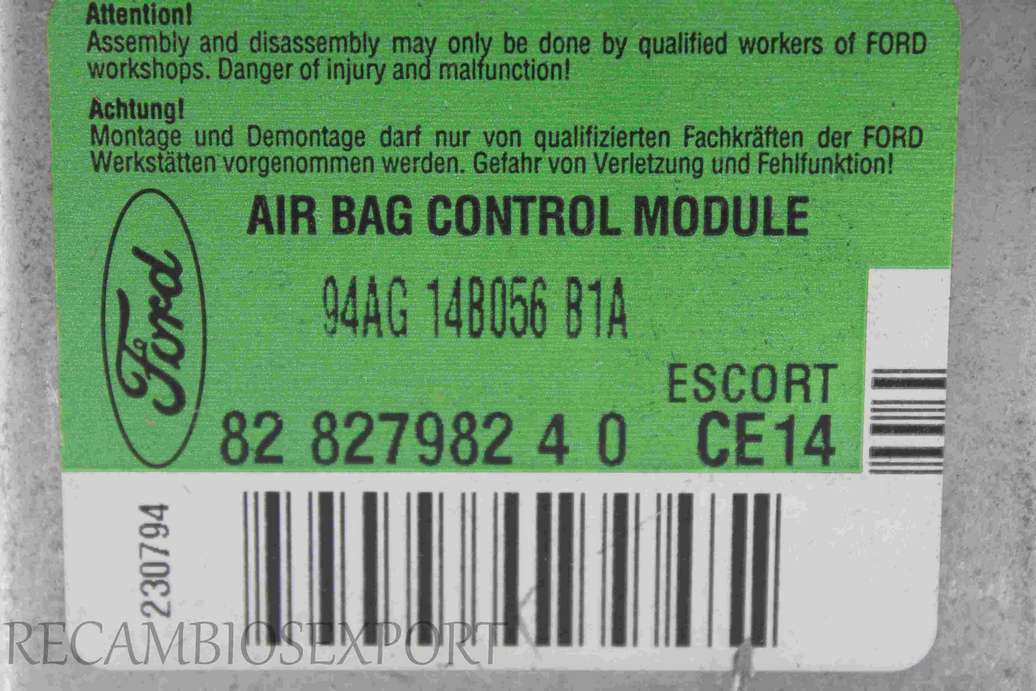 Attention!
Assembly and disassembly may only be done by qualified workers of FORD
workshops. Danger of injury and malfunction!
Achtung!
Montage und Demontage darf nur von qualifizierten Fachkräften der FORD
Werkstätten vorgenommen werden. Gefahr von Verletzung und Fehlfunktion!
AIR BAG CONTROL MODULE
Ford
94AG 14B056 B1A
ESCORT
82 827982 4 0 CE14
230794
RECAMBIOSEXPORT